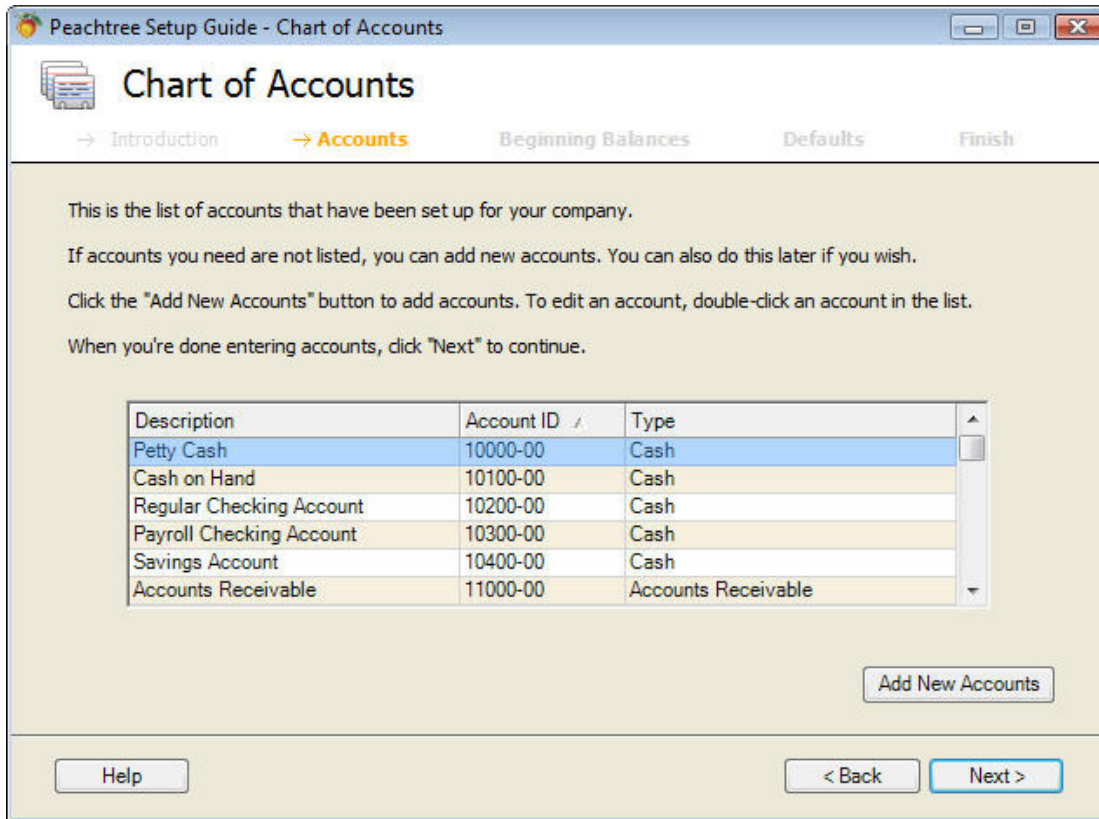 Peachtree Setup Guide - Chart of Accounts
Chart of Accounts
→ Introduction → Accounts Beginning Balances Defaults Finish
This is the list of accounts that have been set up for your company.
If accounts you need are not listed, you can add new accounts. You can also do this later if you wish.
Click the "Add New Accounts" button to add accounts. To edit an account, double-click an account in the list.
When you're done entering accounts, click "Next" to continue.
Description Account ID Type
Petty Cash 10000-00 Cash
Cash on Hand 10100-00 Cash
Regular Checking Account 10200-00 Cash
Payroll Checking Account 10300-00 Cash
Savings Account 10400-00 Cash
Accounts Receivable 11000-00 Accounts Receivable
Add New Accounts
Help < Back Next >